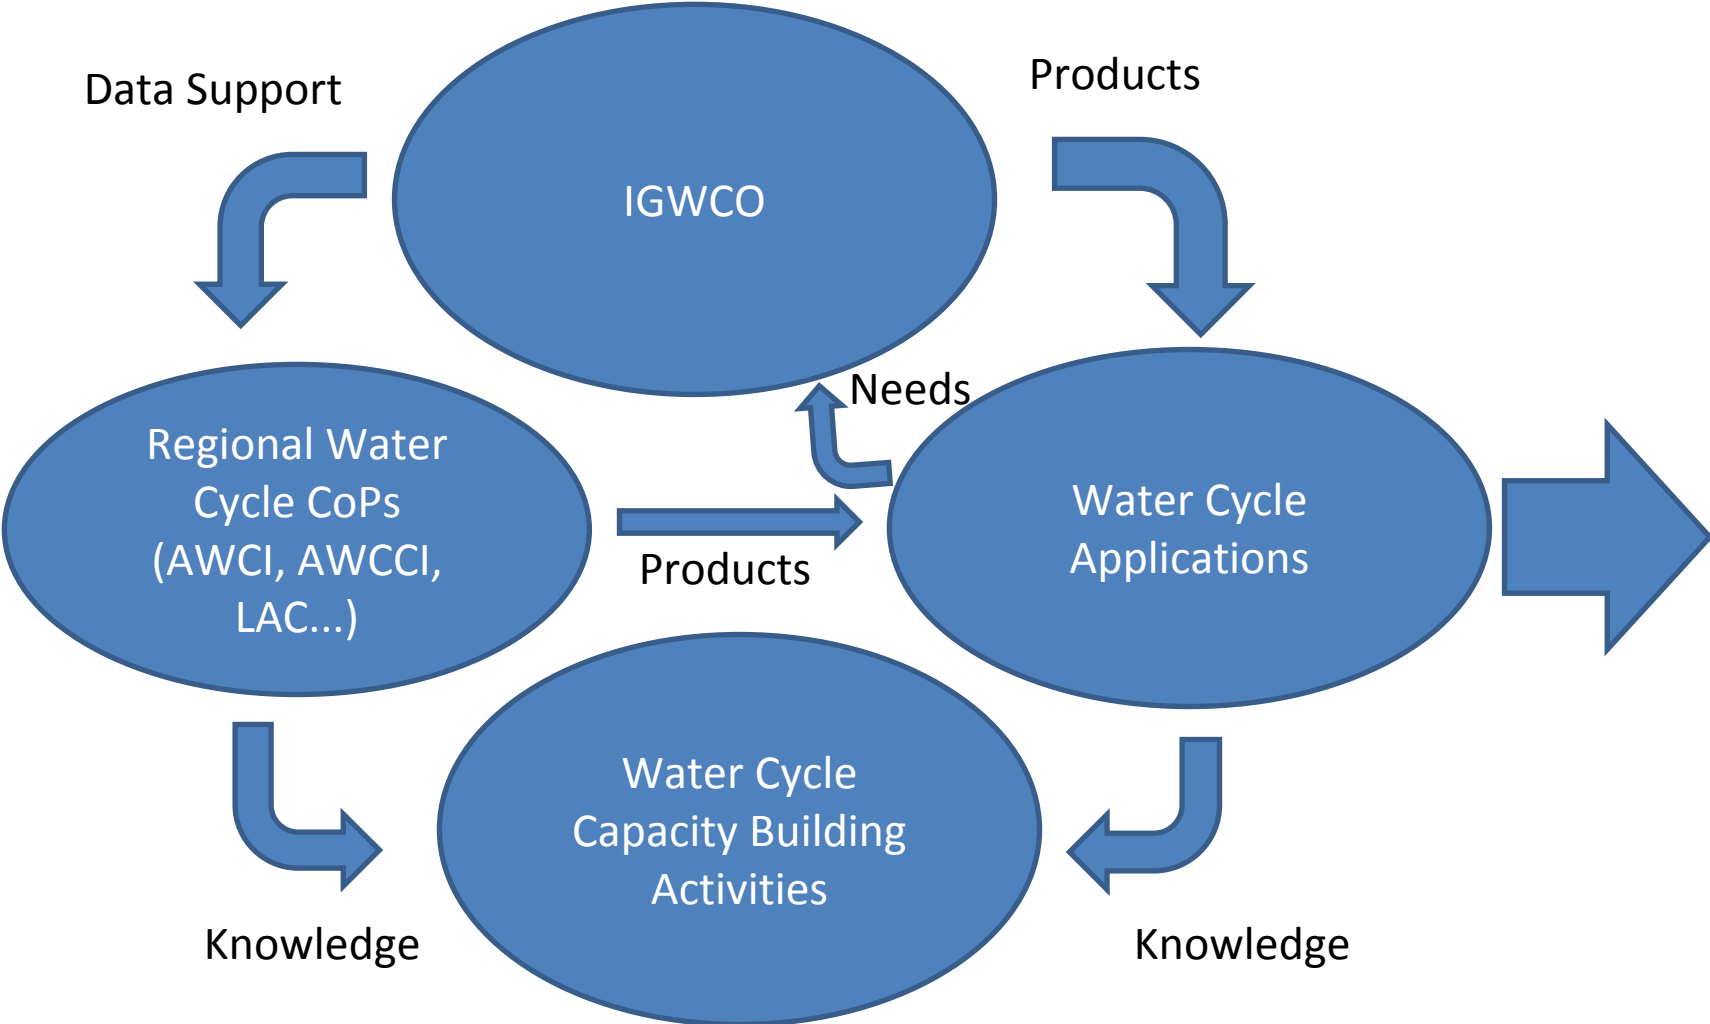 Data Support
Products
IGWCO
Needs
Regional Water
Cycle CoPs
(AWCI, AWCCI,
LAC...)
Products
Water Cycle
Applications
Water Cycle
Capacity Building
Activities
Knowledge
Knowledge